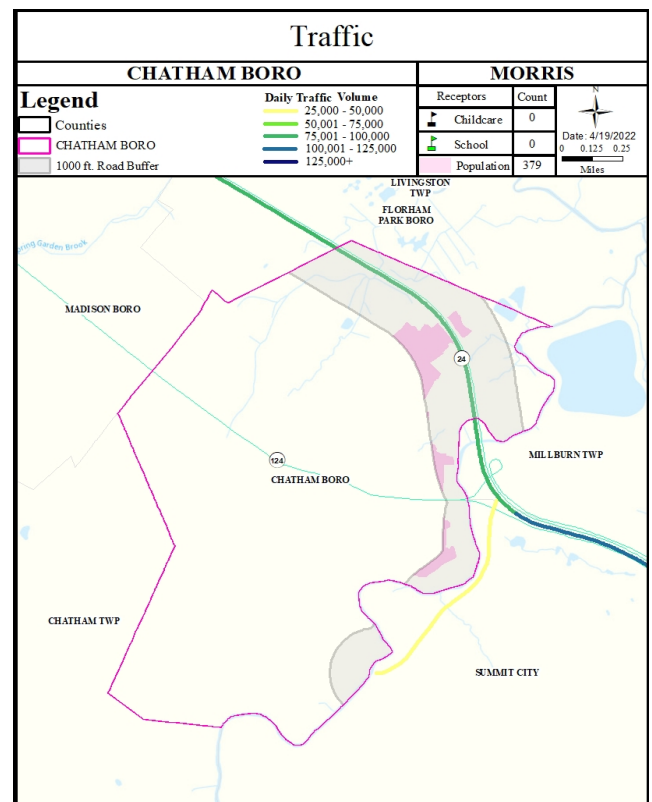 Traffic
CHATHAM BORO
MORRIS
Legend
Counties
CHATHAM BORO
1000 ft. Road Buffer
Daily Traffic Volume
25,000 - 50,000
50,001 - 75,000
75,001 - 100,000
100,001 - 125,000
125,000+
Receptors Count
Childcare 0
School 0
Population 379
N
Date: 4/19/2022
0 0.125 0.25
Miles
LIVINGSTON
TWP
FLORHAM
PARK BORO
ring Garden Brook
MADISON BORO
24
MILLBURN TWP
124
CHATHAM BORO
CHATHAM TWP
SUMMIT CITY